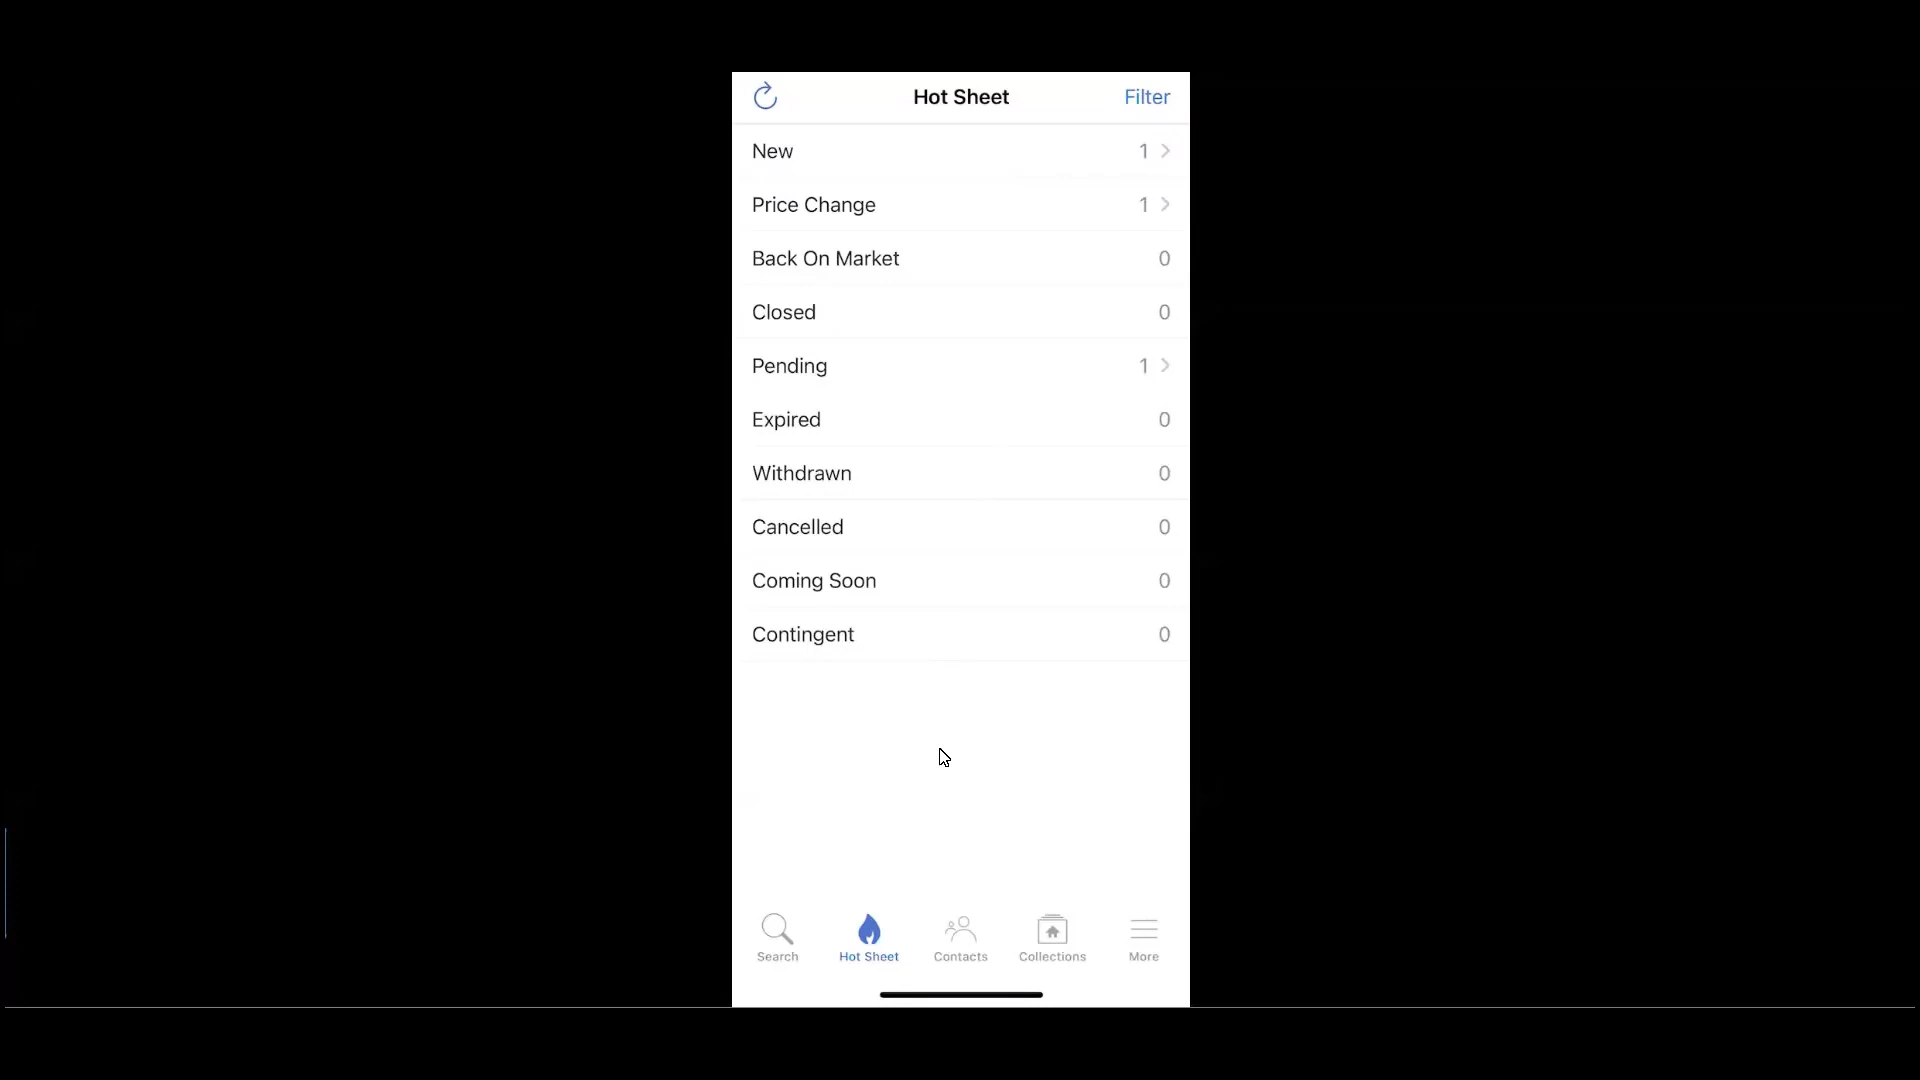 Hot Sheet Filter
New 1
Price Change 1
Back On Market 0
Closed 0
Pending 1
Expired 0
Withdrawn 0
Cancelled 0
Coming Soon 0
Contingent 0
Search Hot Sheet Contacts Collections More